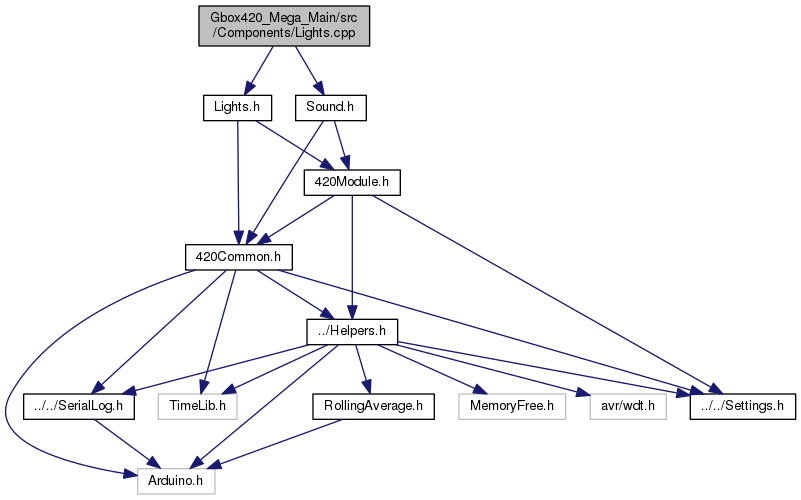 Gbox420_Mega_Main/src
/Components/Lights.cpp
Lights.h
Sound.h
420Module.h
420Common.h
../Helpers.h
../../SerialLog.h
TimeLib.h
RollingAverage.h
MemoryFree.h
avr/wdt.h
../../Settings.h
Arduino.h